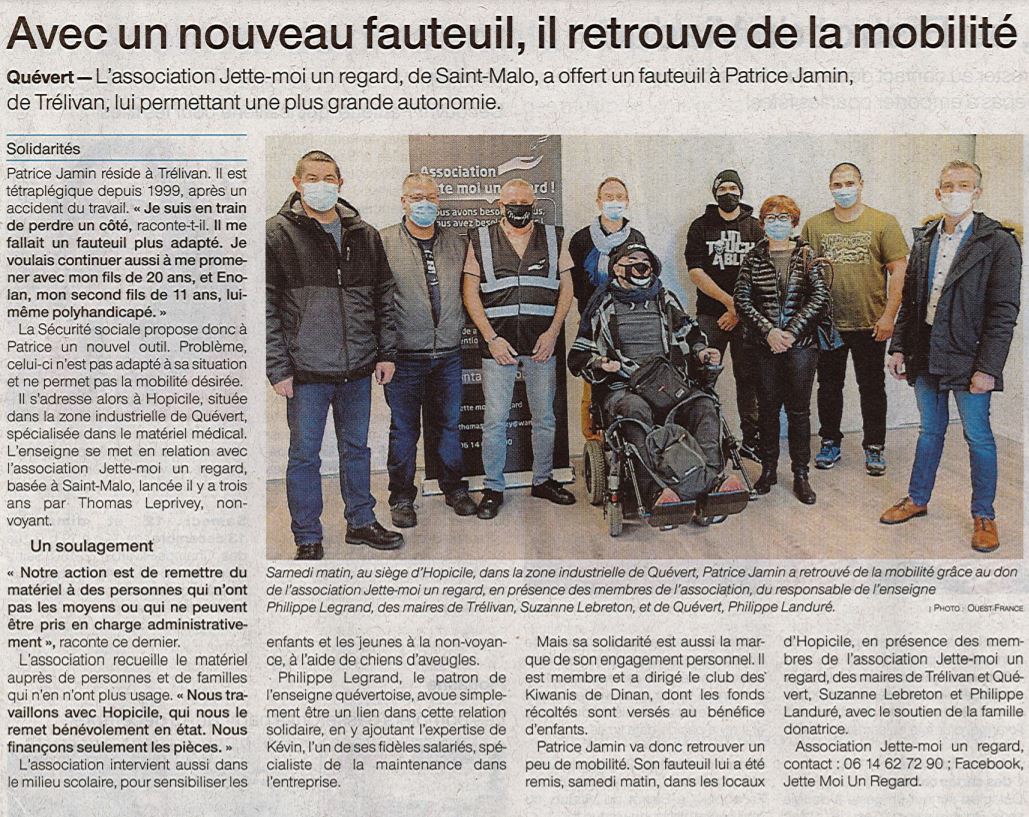 Avec un nouveau fauteuil, il retrouve de la mobilité
Quévert — L'association Jette-moi un regard, de Saint-Malo, a offert un fauteuil à Patrice Jamin,
de Trélivan, lui permettant une plus grande autonomie.
Solidarités
Patrice Jamin réside à Trélivan. Il est
tétraplégique depuis 1999, après un
accident du travail. « Je suis en train
de perdre un côté, raconte-t-il. Il me
fallait un fauteuil plus adapté. Je
voulais continuer aussi à me prome-
ner avec mon fils de 20 ans, et Eno-
lan, mon second fils de 11 ans, lui-
même polyhandicapé. »
La Sécurité sociale propose donc à
Patrice un nouvel outil. Problème,
celui-ci n'est pas adapté à sa situation
et ne permet pas la mobilité désirée.
Il s'adresse alors à Hopicile, située
dans la zone industrielle de Quévert,
spécialisée dans le matériel médical.
L'enseigne se met en relation avec
l'association Jette-moi un regard,
basée à Saint-Malo, lancée il y a trois
ans par Thomas Leprivey, non-
voyant.
Un soulagement
« Notre action est de remettre du
matériel à des personnes qui n'ont
pas les moyens ou qui ne peuvent
être pris en charge administrative-
ment », raconte ce dernier.
L'association recueille le matériel
auprès de personnes et de familles
qui n'en n'ont plus usage. « Nous tra-
vaillons avec Hopicile, qui nous le
remet bénévolement en état. Nous
finançons seulement les pièces. »
L'association intervient aussi dans
le milieu scolaire, pour sensibiliser les
Association
tte moi un regard !
ous avons beso
UN
TOUCH
ABLE
Samedi matin, au siège d'Hopicile, dans la zone industrielle de Quévert, Patrice Jamin a retrouvé de la mobilité grâce au don
de l'association Jette-moi un regard, en présence des membres de l'association, du responsable de l'enseigne
Philippe Legrand, des maires de Trélivan, Suzanne Lebreton, et de Quévert, Philippe Landuré.
| PHOTO : OUEST-FRANCE
enfants et les jeunes à la non-voyan-
ce, à l'aide de chiens d'aveugles.
Philippe Legrand, le patron de
l'enseigne quévertoise, avoue simple-
ment être un lien dans cette relation
solidaire, en y ajoutant l'expertise de
Kévin, l'un de ses fidèles salariés, spé-
cialiste de la maintenance dans
l'entreprise.
Mais sa solidarité est aussi la mar-
que de son engagement personnel. Il
est membre et a dirigé le club des
Kiwanis de Dinan, dont les fonds
récoltés sont versés au bénéfice
d'enfants.
Patrice Jamin va donc retrouver un
peu de mobilité. Son fauteuil lui a été
remis, samedi matin, dans les locaux
d'Hopicile, en présence des mem-
bres de l'association Jette-moi un
regard, des maires de Trélivan et Qué-
vert, Suzanne Lebreton et Philippe
Landuré, avec le soutien de la famille
donatrice.
Association Jette-moi un regard,
contact : 06 14 62 72 90 ; Facebook,
Jette Moi Un Regard.